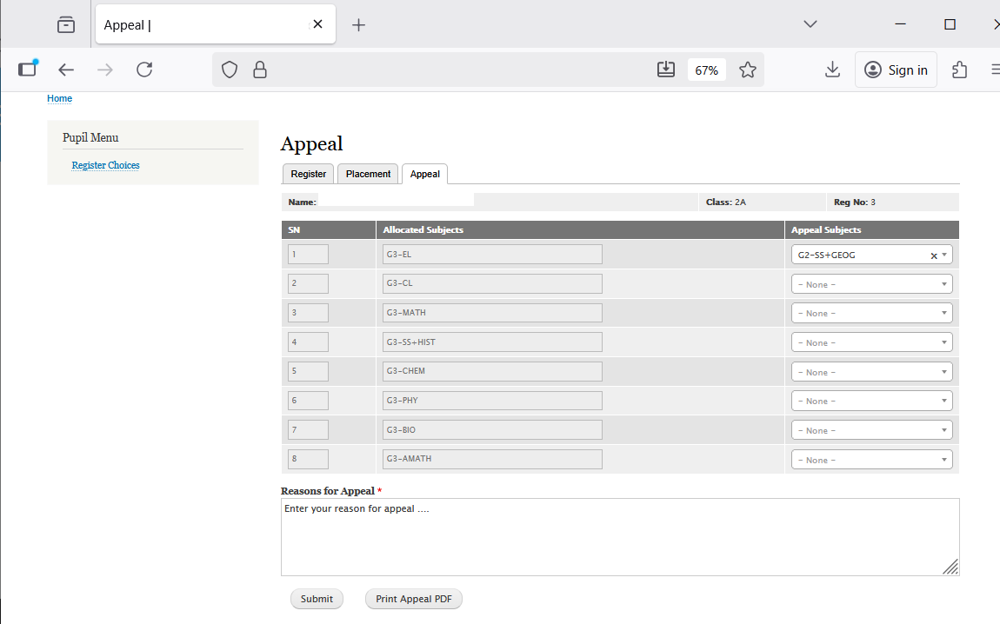 Appeal |
67%
Sign in
Home
Pupil Menu
Register Choices
Appeal
Register Placement Appeal
Name: Class: 2A Reg No: 3
SN Allocated Subjects Appeal Subjects
1 G3-EL G2-SS+GEOG
2 G3-CL - None -
3 G3-MATH - None -
4 G3-SS+HIST - None -
5 G3-CHEM - None -
6 G3-PHY - None -
7 G3-BIO - None -
8 G3-AMATH - None -
Reasons for Appeal *
Enter your reason for appeal ....
Submit Print Appeal PDF